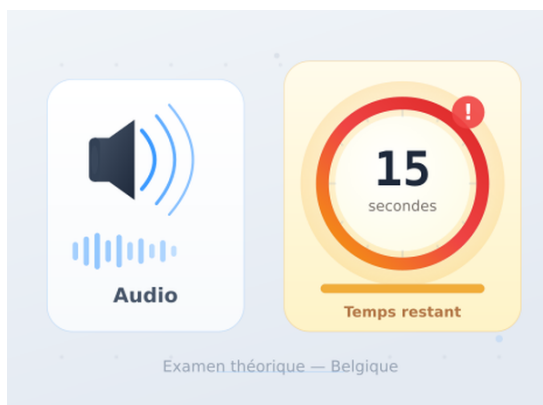 !
15
secondes
Audio
Temps restant
Examen théorique — Belgique